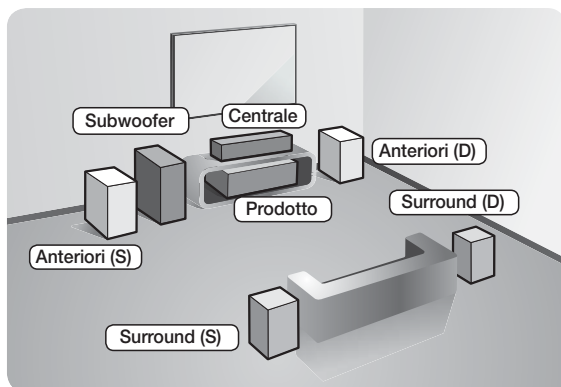 Centrale
Subwoofer
Anteriori (D)
Surround (D)
Prodotto
Anteriori (S)
Surround (S)